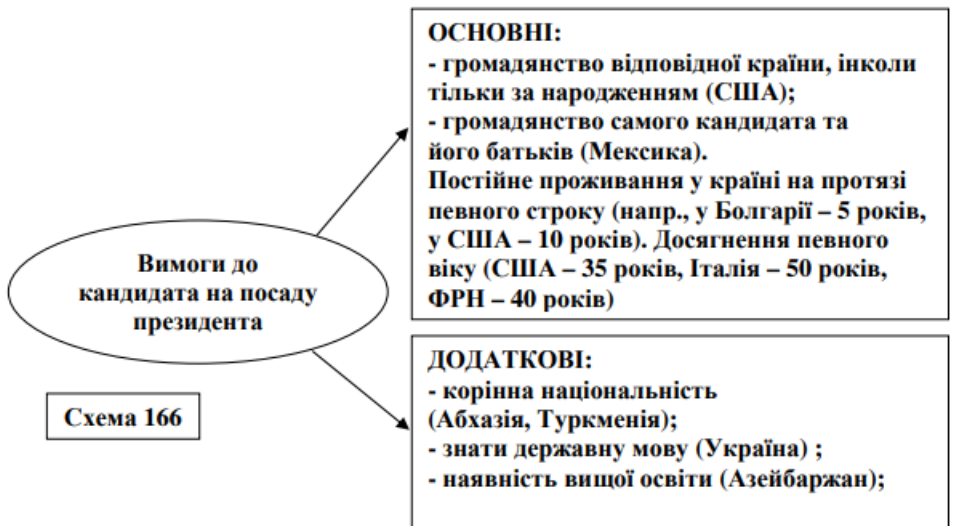 ОСНОВНІ:
- громадянство відповідної країни, інколи
тільки за народженням (США);
- громадянство самого кандидата та
його батьків (Мексика).
Постійне проживання у країні на протязі
певного строку (напр., у Болгарії – 5 років,
у США – 10 років). Досягнення певного
віку (США – 35 років, Італія – 50 років,
ФРН – 40 років)
Вимоги до
кандидата на посаду
президента
ДОДАТКОВІ:
- корінна національність
(Абхазія, Туркменія);
- знати державну мову (Україна) ;
- наявність вищої освіти (Азейбаржан);
Схема 166